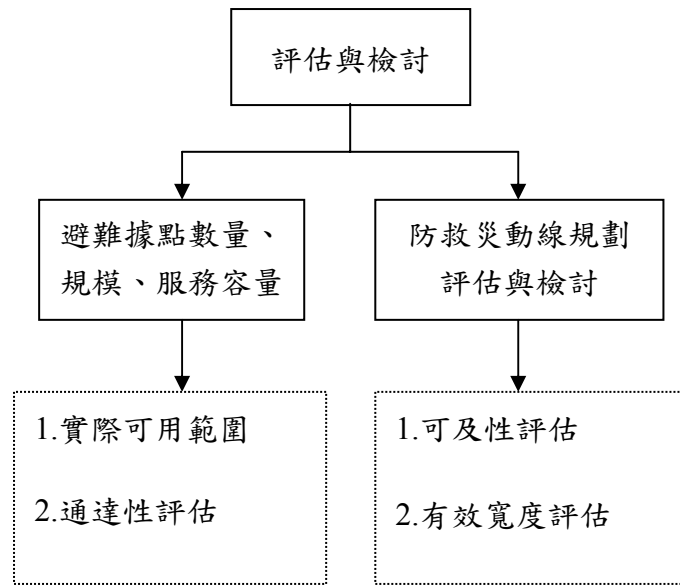 評估與檢討
避難據點數量、
規模、服務容量
防救災動線規劃
評估與檢討
1.實際可用範圍
2.通達性評估
1.可及性評估
2.有效寬度評估